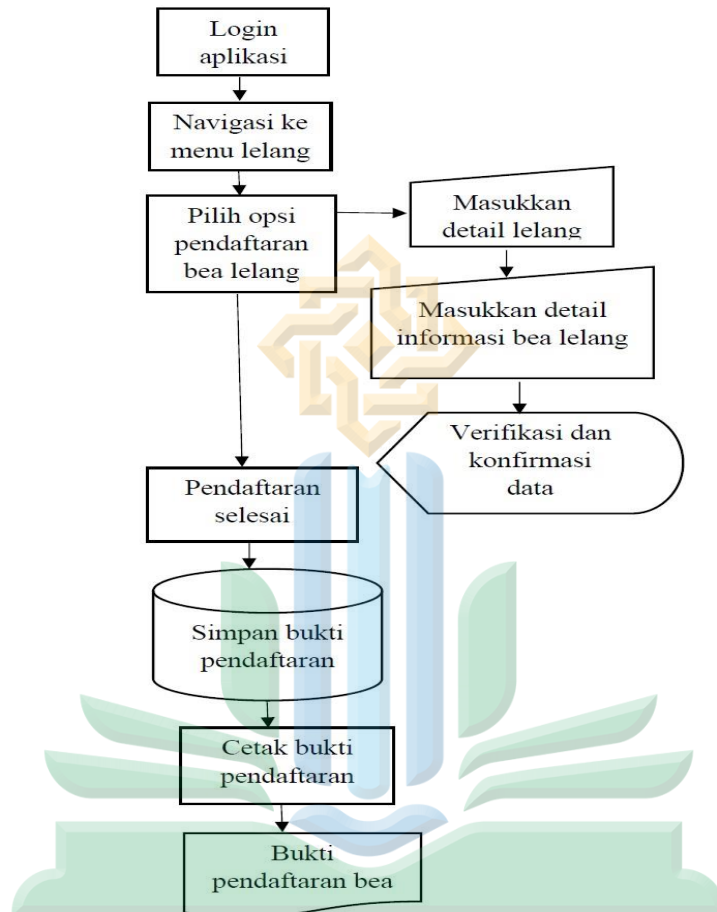 Login
aplikasi
Navigasi ke
menu lelang
Pilih opsi
pendaftaran
bea lelang
Masukkan
detail lelang
Masukkan detail
informasi bea lelang
Verifikasi dan
konfirmasi
data
Pendaftaran
selesai
Simpan bukti
pendaftaran
Cetak bukti
pendaftaran
Bukti
pendaftaran bea